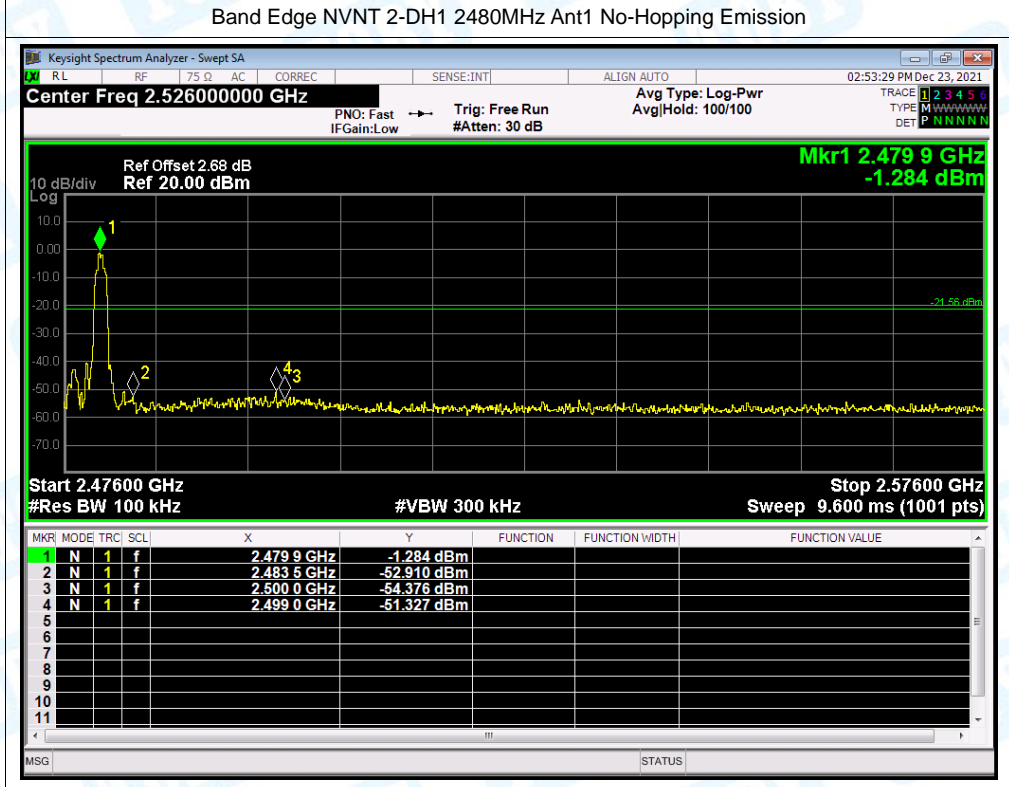 Band Edge NVNT 2-DH1 2480MHz Ant1 No-Hopping Emission
Keysight Spectrum Analyzer - Swept SA
LXI RL RF 75 Ω AC CORREC SENSE:INT ALIGN AUTO 02:53:29 PM Dec 23, 2021
Center Freq 2.526000000 GHz
PNO: Fast
IFGain:Low
Trig: Free Run
#Atten: 30 dB
Avg Type: Log-Pwr
Avg|Hold: 100/100
TRACE 1 2 3 4 5 6
TYPE M WWWWW
DET P N N N N N
Mkr1 2.479 9 GHz
-1.284 dBm
Ref Offset 2.68 dB
10 dB/div Ref 20.00 dBm
Log
10.0
0.00
-10.0
-20.0
-30.0
-40.0
-50.0
-60.0
-70.0
1
2
4
3
-21.56 dBm
Start 2.47600 GHz Stop 2.57600 GHz
#Res BW 100 kHz #VBW 300 kHz Sweep 9.600 ms (1001 pts)
MKR MODE TRC SCL X Y FUNCTION FUNCTION WIDTH FUNCTION VALUE
1 N 1 f 2.479 9 GHz -1.284 dBm
2 N 1 f 2.483 5 GHz -52.910 dBm
3 N 1 f 2.500 0 GHz -54.376 dBm
4 N 1 f 2.499 0 GHz -51.327 dBm
5
6
7
8
9
10
11
MSG STATUS